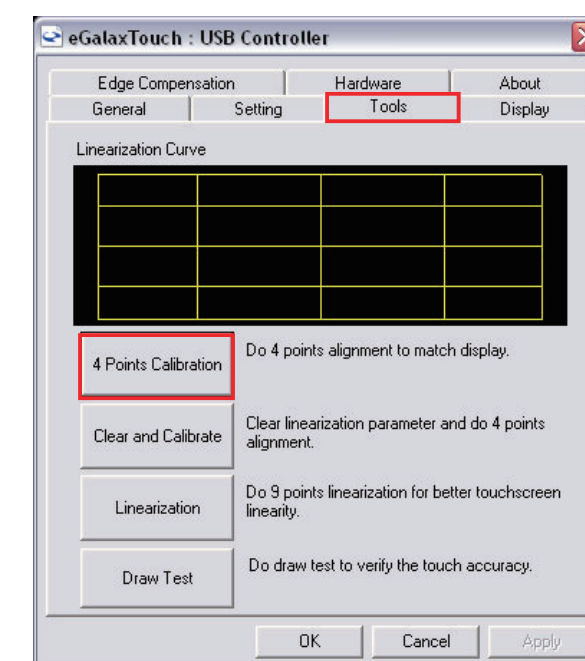 eGalaxTouch : USB Controller
Edge Compensation Hardware About
General Setting Tools Display
Linearization Curve
4 Points Calibration
Do 4 points alignment to match display.
Clear and Calibrate
Clear linearization parameter and do 4 points
alignment.
Linearization
Do 9 points linearization for better touchscreen
linearity.
Draw Test
Do draw test to verify the touch accuracy.
OK Cancel Apply